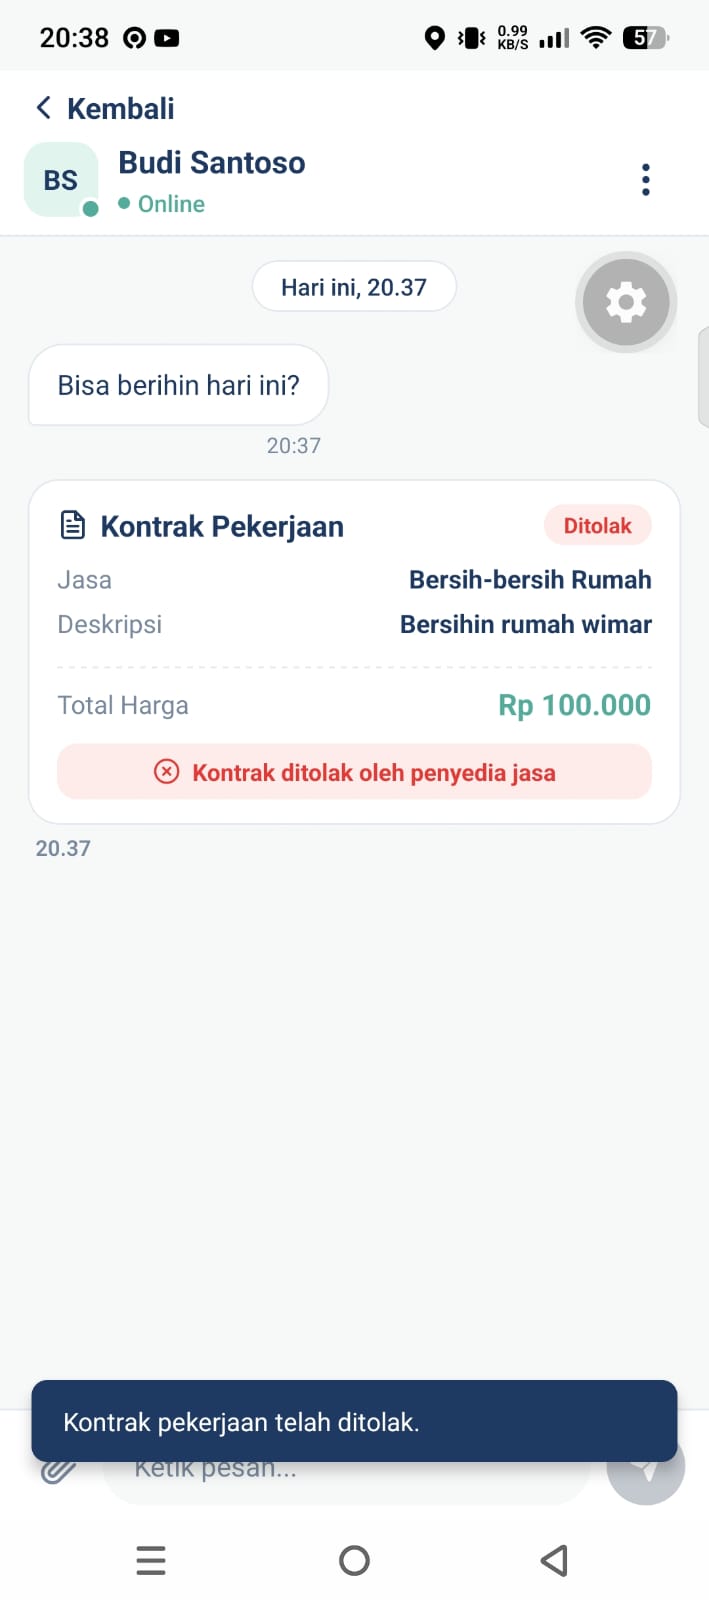 20:38
0.99
KB/S
57
Kembali
BS
Budi Santoso
Online
Hari ini, 20.37
Bisa berihin hari ini?
20:37
Kontrak Pekerjaan
Ditolak
Jasa
Bersih-bersih Rumah
Deskripsi
Bersihin rumah wimar
Total Harga
Rp 100.000
Kontrak ditolak oleh penyedia jasa
20.37
Kontrak pekerjaan telah ditolak.
Ketik pesan...